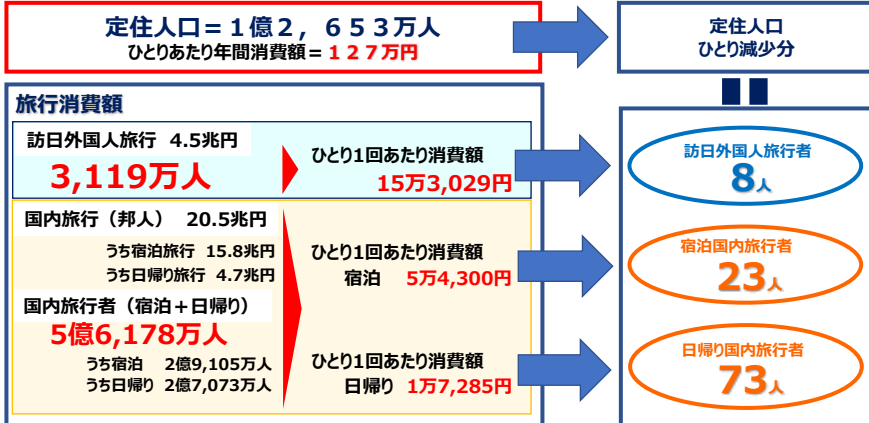 定住人口＝１億２，６５３万人
ひとりあたり年間消費額＝１２７万円
定住人口
ひとり減少分
旅行消費額
訪日外国人旅行 4.5兆円
3,119万人
ひとり1回あたり消費額
15万3,029円
訪日外国人旅行者
8人
国内旅行（邦人） 20.5兆円
うち宿泊旅行 15.8兆円
うち日帰り旅行 4.7兆円
国内旅行者（宿泊＋日帰り）
5億6,178万人
うち宿泊 2億9,105万人
うち日帰り 2億7,073万人
ひとり1回あたり消費額
宿泊 5万4,300円
宿泊国内旅行者
23人
ひとり1回あたり消費額
日帰り 1万7,285円
日帰り国内旅行者
73人